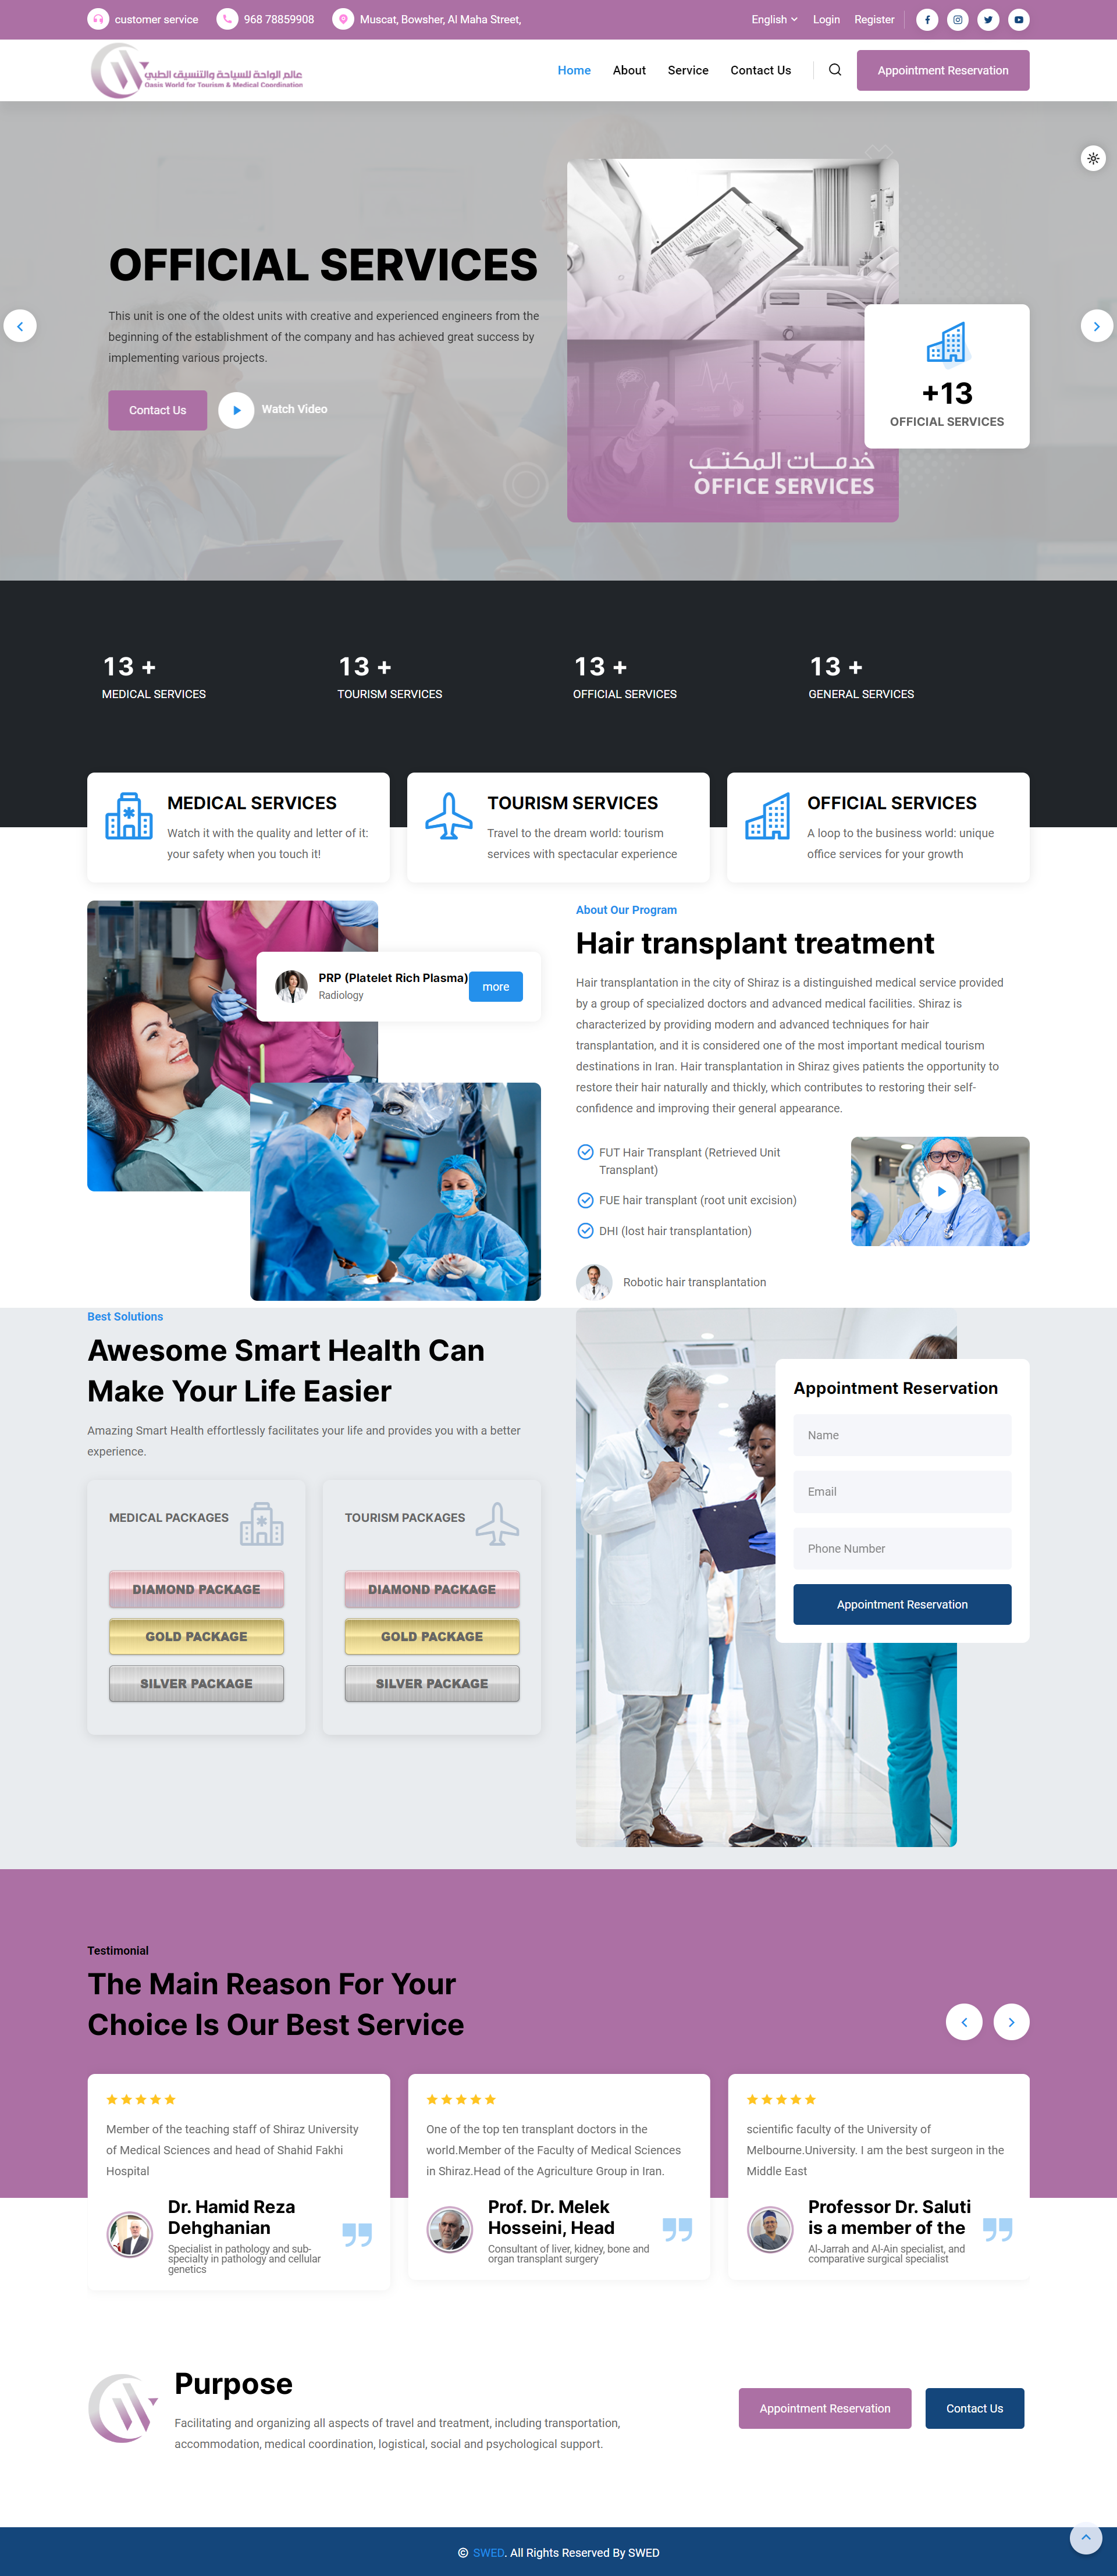 customer service
968 78859908
Muscat, Bowsher, Al Maha Street,
English
Login
Register
عالم الواحة للسياحة والتنسيق الطبي
Oasis World for Tourism & Medical Coordination
Home
About
Service
Contact Us
Appointment Reservation
OFFICIAL SERVICES
This unit is one of the oldest units with creative and experienced engineers from the
beginning of the establishment of the company and has achieved great success by
implementing various projects.
Contact Us
Watch Video
خدمات المكتب
OFFICE SERVICES
+13
OFFICIAL SERVICES
13 +
MEDICAL SERVICES
13 +
TOURISM SERVICES
13 +
OFFICIAL SERVICES
13 +
GENERAL SERVICES
MEDICAL SERVICES
Watch it with the quality and letter of it:
your safety when you touch it!
TOURISM SERVICES
Travel to the dream world: tourism
services with spectacular experience
OFFICIAL SERVICES
A loop to the business world: unique
office services for your growth
PRP (Platelet Rich Plasma)
Radiology
more
About Our Program
Hair transplant treatment
Hair transplantation in the city of Shiraz is a distinguished medical service provided
by a group of specialized doctors and advanced medical facilities. Shiraz is
characterized by providing modern and advanced techniques for hair
transplantation, and it is considered one of the most important medical tourism
destinations in Iran. Hair transplantation in Shiraz gives patients the opportunity to
restore their hair naturally and thickly, which contributes to restoring their self-
confidence and improving their general appearance.
FUT Hair Transplant (Retrieved Unit
Transplant)
FUE hair transplant (root unit excision)
DHI (lost hair transplantation)
Robotic hair transplantation
Best Solutions
Awesome Smart Health Can
Make Your Life Easier
Amazing Smart Health effortlessly facilitates your life and provides you with a better
experience.
MEDICAL PACKAGES
DIAMOND PACKAGE
GOLD PACKAGE
SILVER PACKAGE
TOURISM PACKAGES
DIAMOND PACKAGE
GOLD PACKAGE
SILVER PACKAGE
Appointment Reservation
Name
Email
Phone Number
Appointment Reservation
Testimonial
The Main Reason For Your
Choice Is Our Best Service
Member of the teaching staff of Shiraz University
of Medical Sciences and head of Shahid Fakhi
Hospital
Dr. Hamid Reza
Dehghanian
Specialist in pathology and sub-
specialty in pathology and cellular
genetics
One of the top ten transplant doctors in the
world.Member of the Faculty of Medical Sciences
in Shiraz.Head of the Agriculture Group in Iran.
Prof. Dr. Melek
Hosseini, Head
Consultant of liver, kidney, bone and
organ transplant surgery
scientific faculty of the University of
Melbourne.University. I am the best surgeon in the
Middle East
Professor Dr. Saluti
is a member of the
Al-Jarrah and Al-Ain specialist, and
comparative surgical specialist
Purpose
Facilitating and organizing all aspects of travel and treatment, including transportation,
accommodation, medical coordination, logistical, social and psychological support.
Appointment Reservation
Contact Us
© SWED. All Rights Reserved By SWED